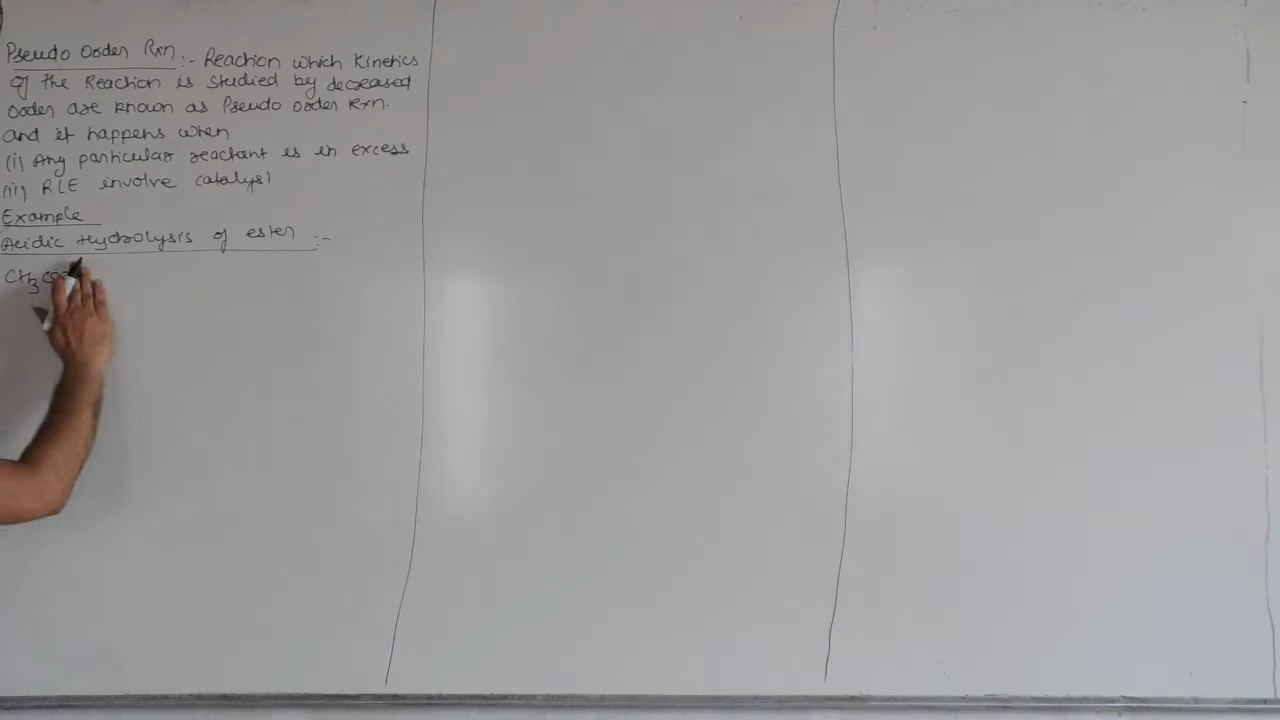 Pseudo Order Rxn :- Reaction which Kinetics
of the Reaction is studied by decreased
order are known as Pseudo order Rxn.
and it happens when
(i) Any particular reactant is in excess
(ii) RLE involve catalyst
Example
Acidic Hydrolysis of ester :-
CH3CO